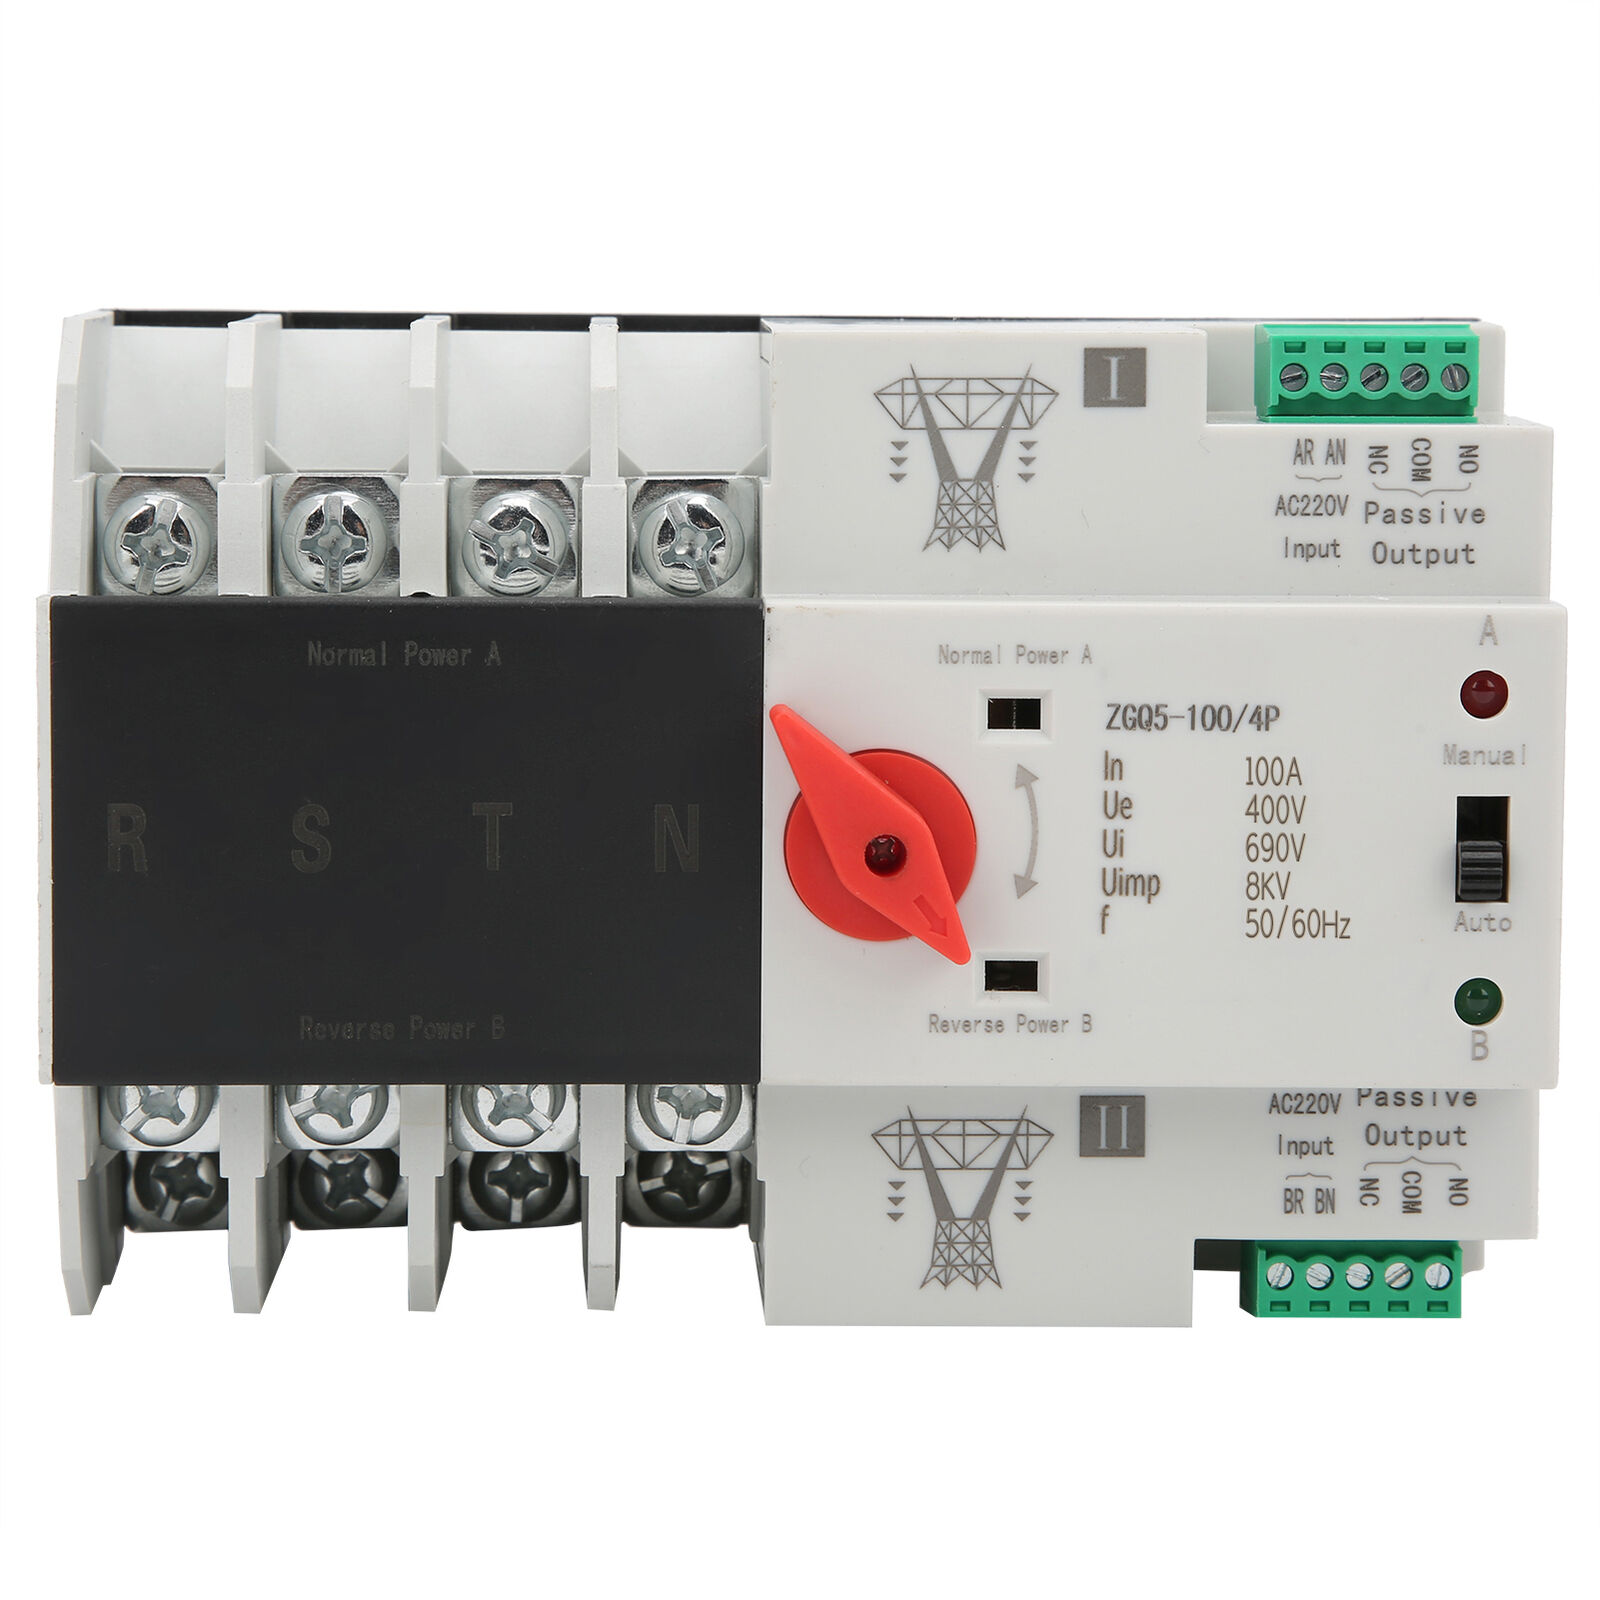 I
AR AN NC COM NO
AC220V Passive
Input Output
Normal Power A
R S T N
Reverse Power B
Normal Power A
ZGQ5-100/4P
In 100A
Ue 400V
Ui 690V
Uimp 8KV
f 50/60Hz
Reverse Power B
A
Manual
Auto
B
II
AC220V Passive
Input Output
BR BN NC COM NO